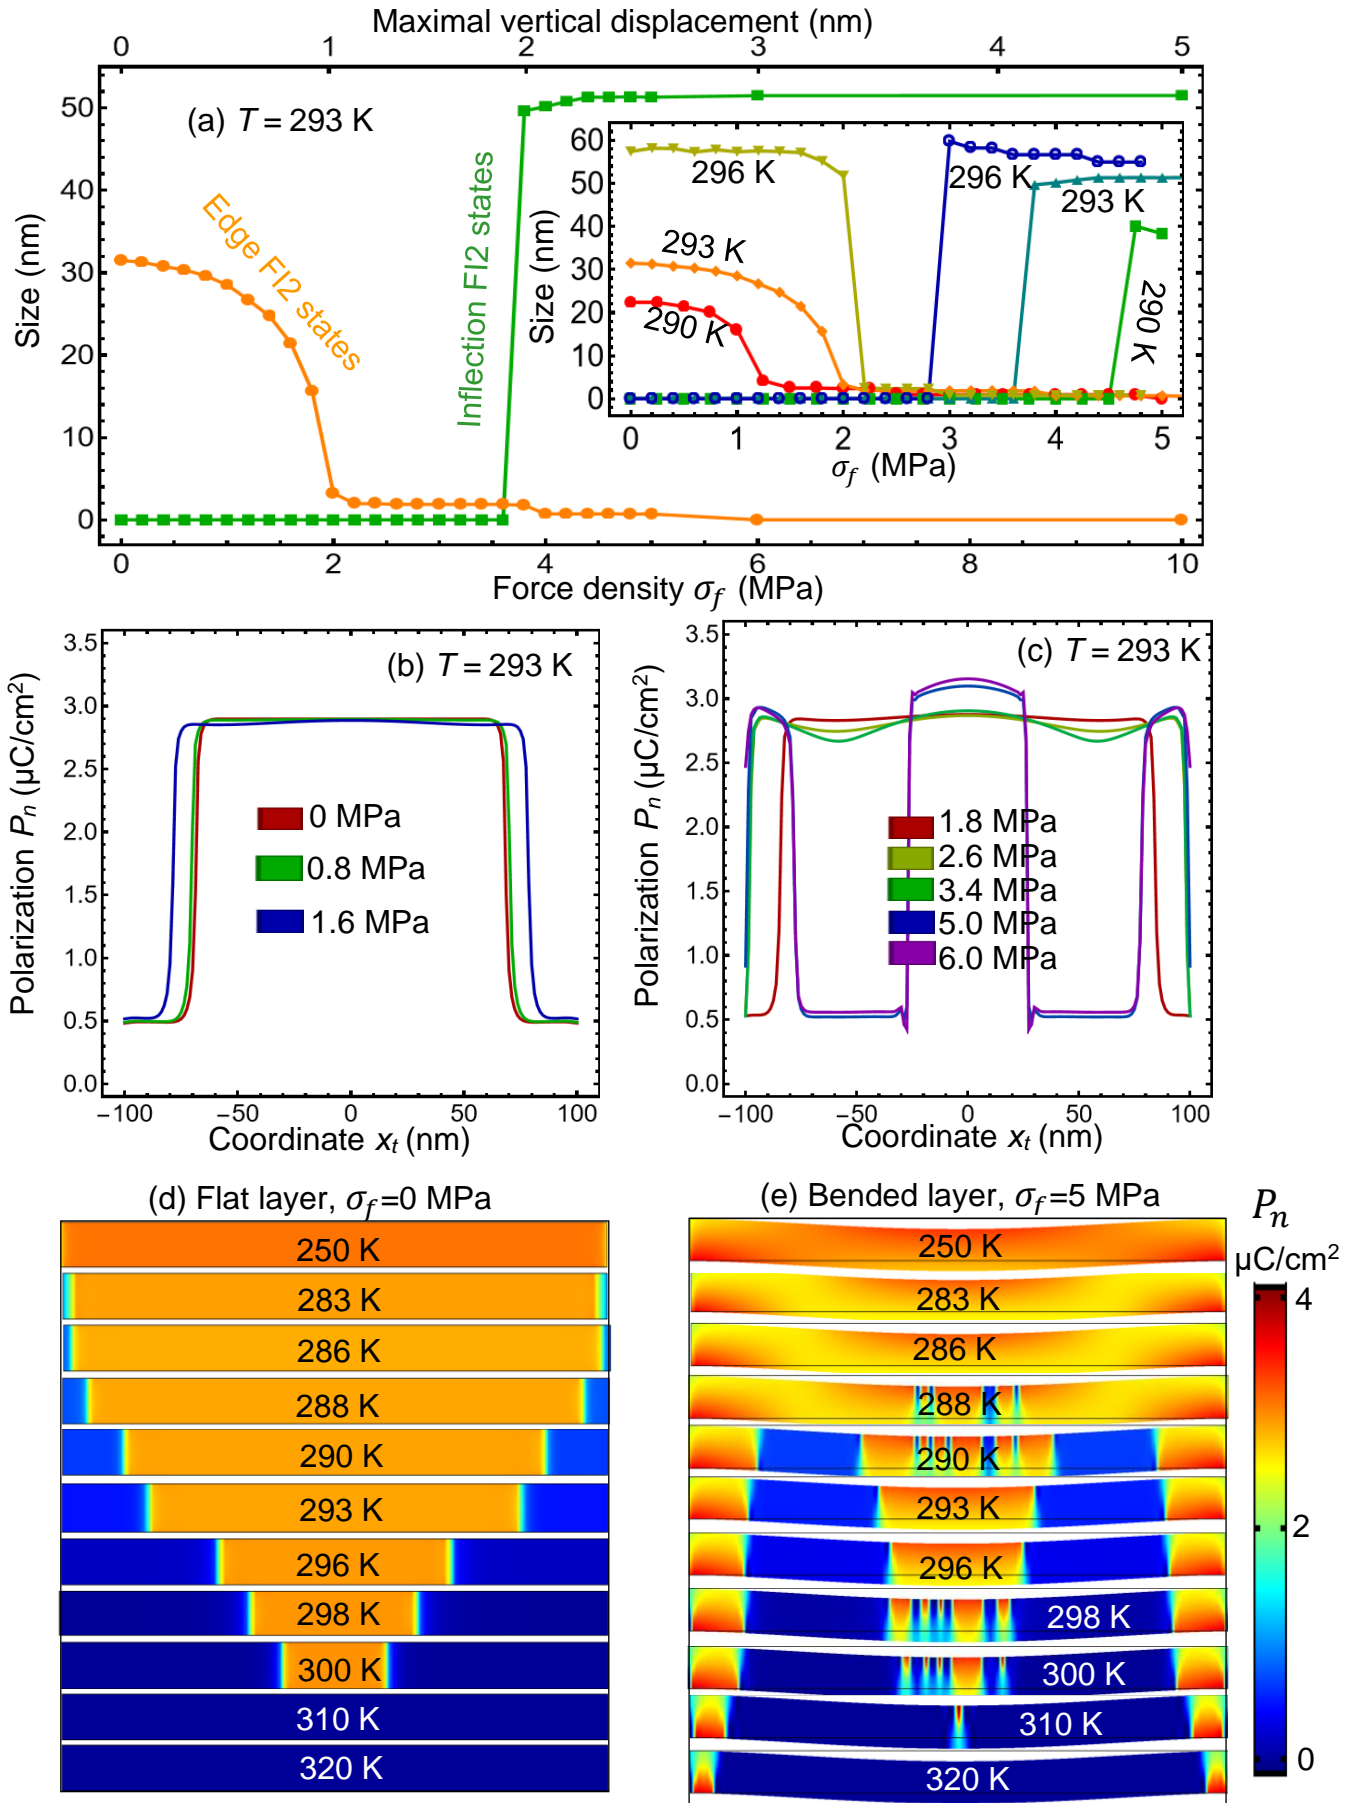 Maximal vertical displacement (nm)
0 1 2 3 4 5
(a) T = 293 K
Size (nm)
50
40
30
20
10
0
Edge FI2 states
Inflection FI2 states
60
50
40
30
20
10
0
Size (nm)
296 K
296 K
293 K
293 K
290 K
290 K
0 1 2 3 4 5
σf (MPa)
0 2 4 6 8 10
Force density σf (MPa)
(b) T = 293 K
Polarization Pn (µC/cm2)
3.5
3.0
2.5
2.0
1.5
1.0
0.5
0.0
0 MPa
0.8 MPa
1.6 MPa
−100 −50 0 50 100
Coordinate xt (nm)
(c) T = 293 K
Polarization Pn (µC/cm2)
3.5
3.0
2.5
2.0
1.5
1.0
0.5
0.0
1.8 MPa
2.6 MPa
3.4 MPa
5.0 MPa
6.0 MPa
−100 −50 0 50 100
Coordinate xt (nm)
(d) Flat layer, σf=0 MPa
250 K
283 K
286 K
288 K
290 K
293 K
296 K
298 K
300 K
310 K
320 K
(e) Bended layer, σf=5 MPa
250 K
283 K
286 K
288 K
290 K
293 K
296 K
298 K
300 K
310 K
320 K
Pn
µC/cm2
4
2
0